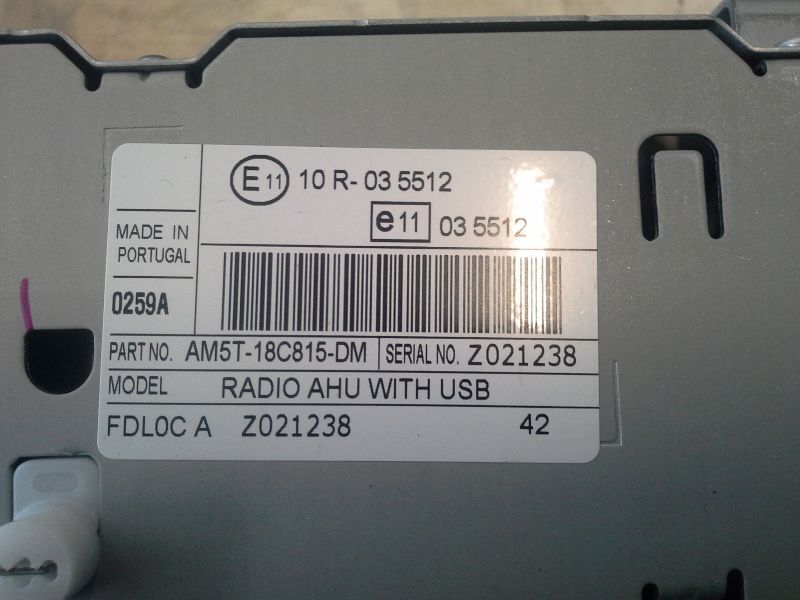 E11 10 R- 03 5512
e11 03 5512
MADE IN
PORTUGAL
0259A
PART NO. AM5T-18C815-DM SERIAL NO. Z021238
MODEL RADIO AHU WITH USB
FDL0C A Z021238 42